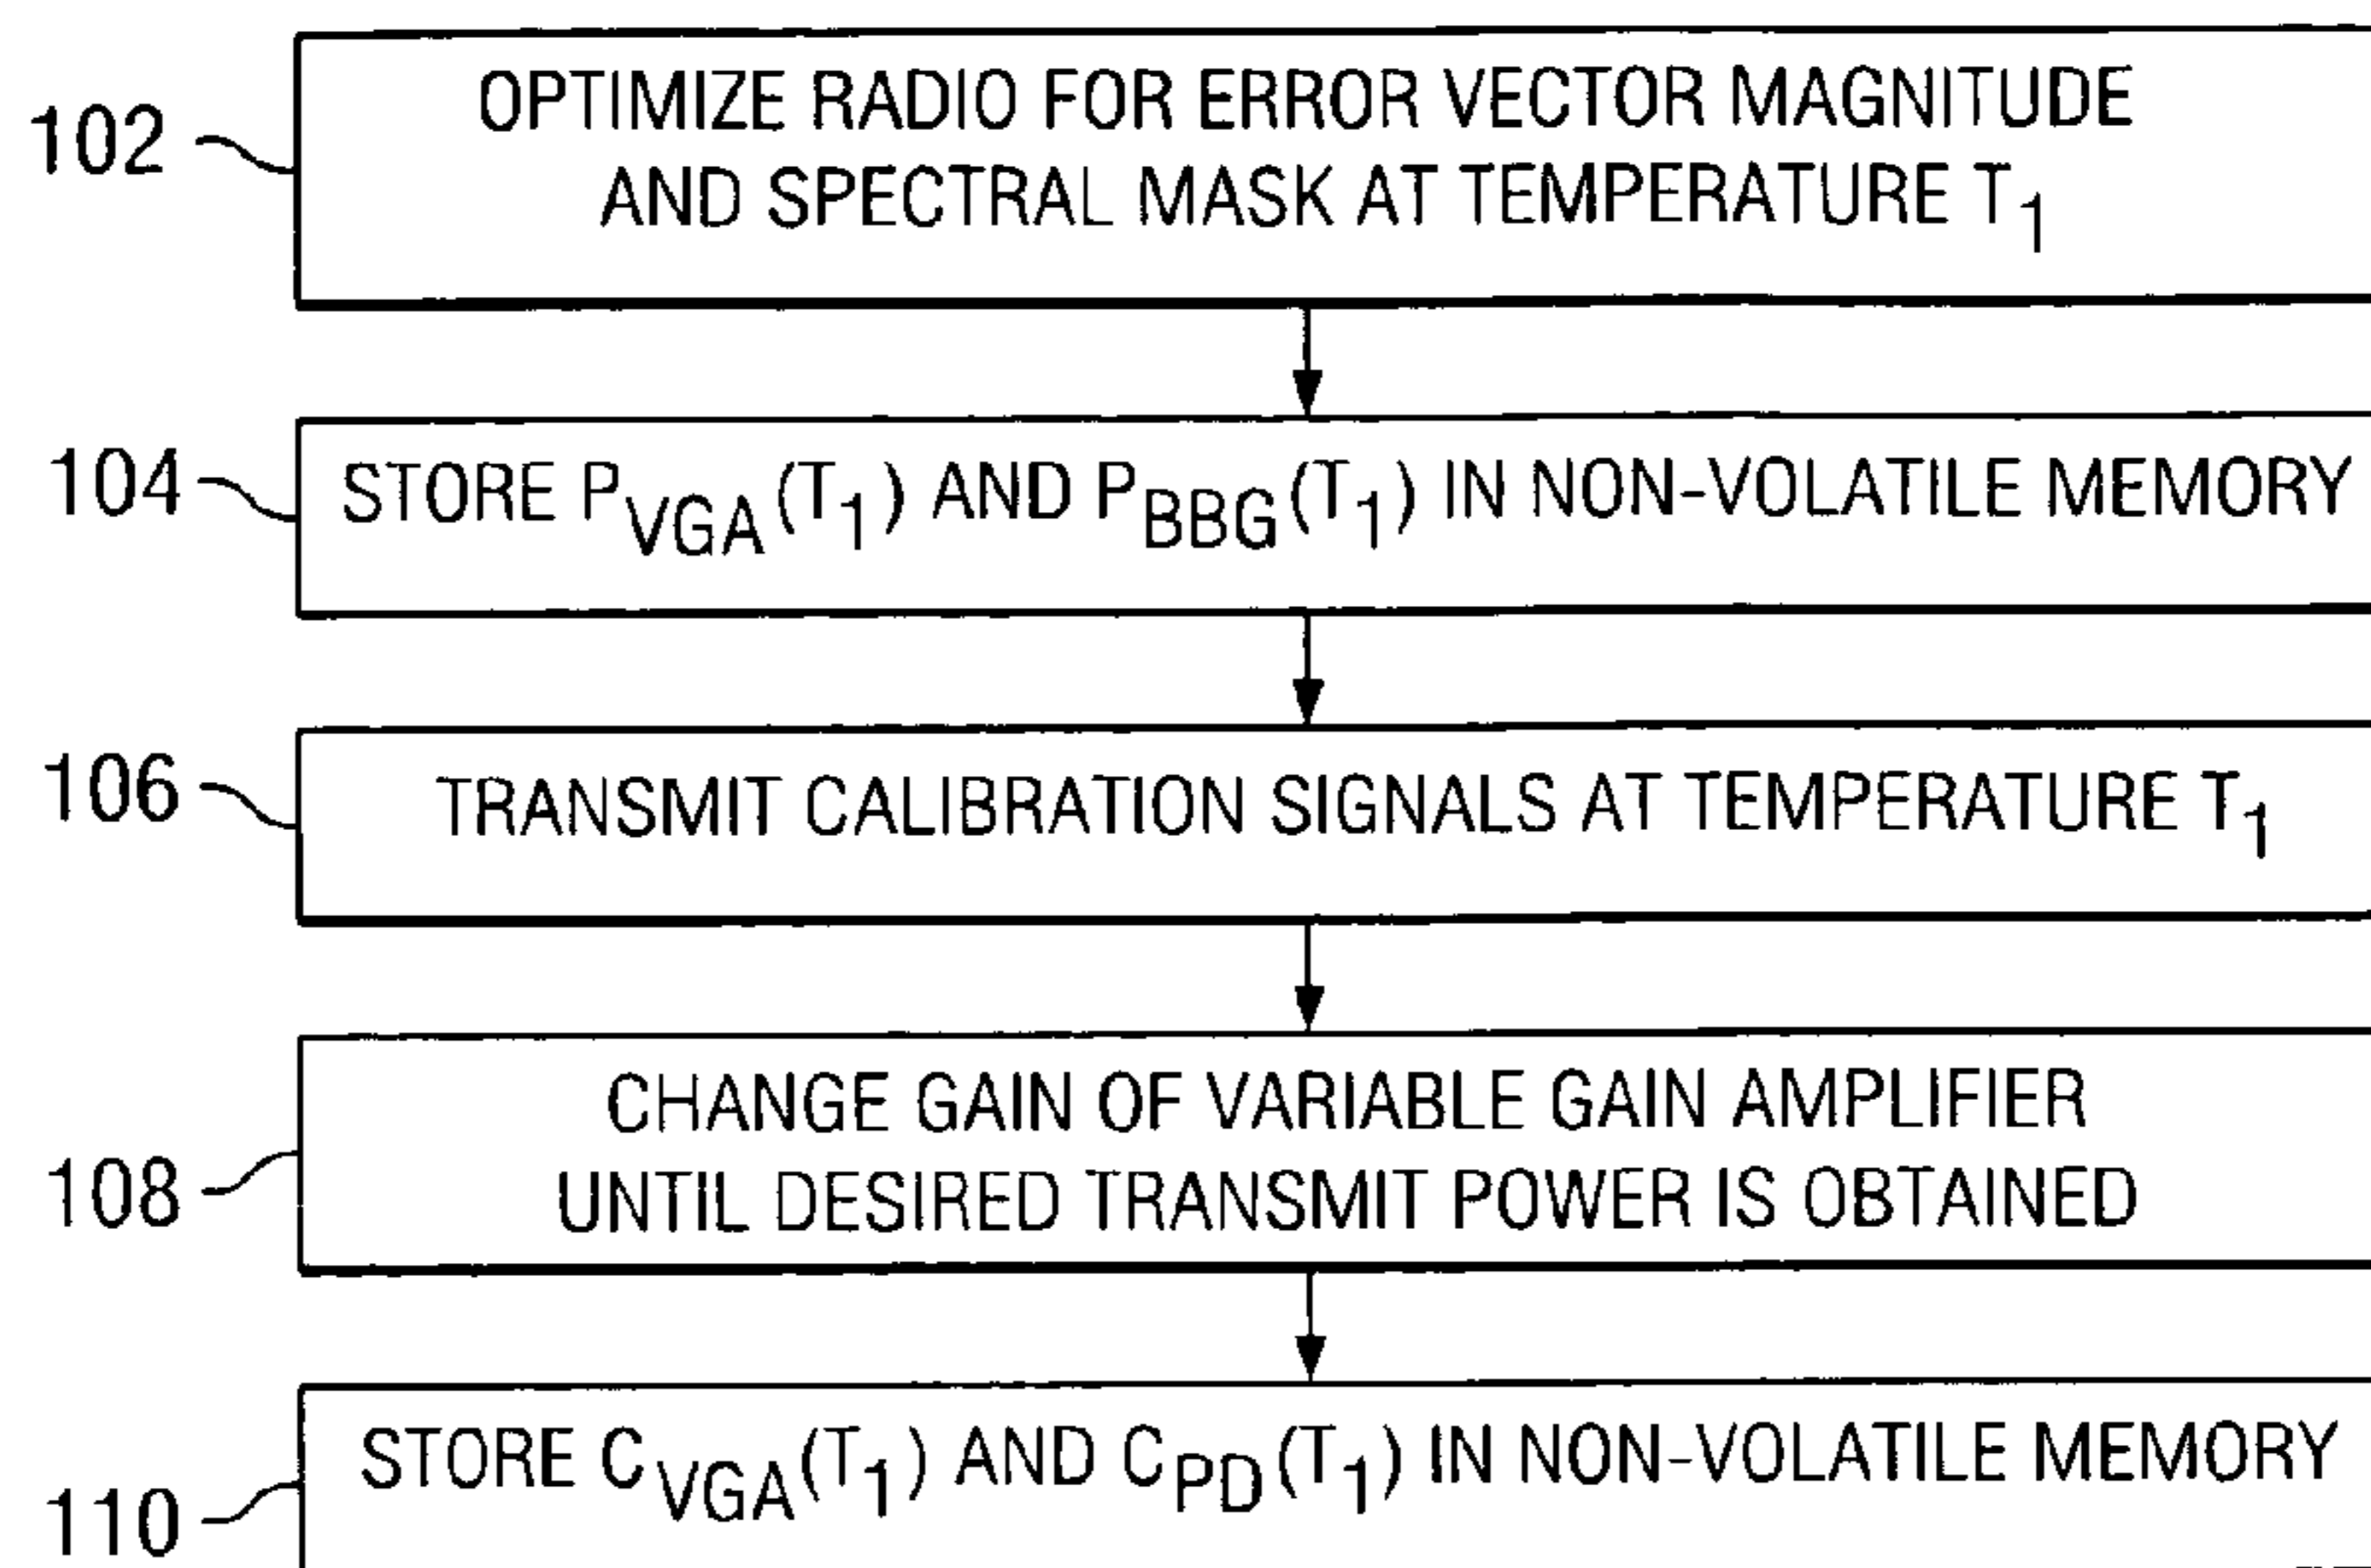 102
OPTIMIZE RADIO FOR ERROR VECTOR MAGNITUDE
AND SPECTRAL MASK AT TEMPERATURE T1
104
STORE PVGA(T1) AND PBBG(T1) IN NON-VOLATILE MEMORY
106
TRANSMIT CALIBRATION SIGNALS AT TEMPERATURE T1
108
CHANGE GAIN OF VARIABLE GAIN AMPLIFIER
UNTIL DESIRED TRANSMIT POWER IS OBTAINED
110
STORE CVGA(T1) AND CPD(T1) IN NON-VOLATILE MEMORY